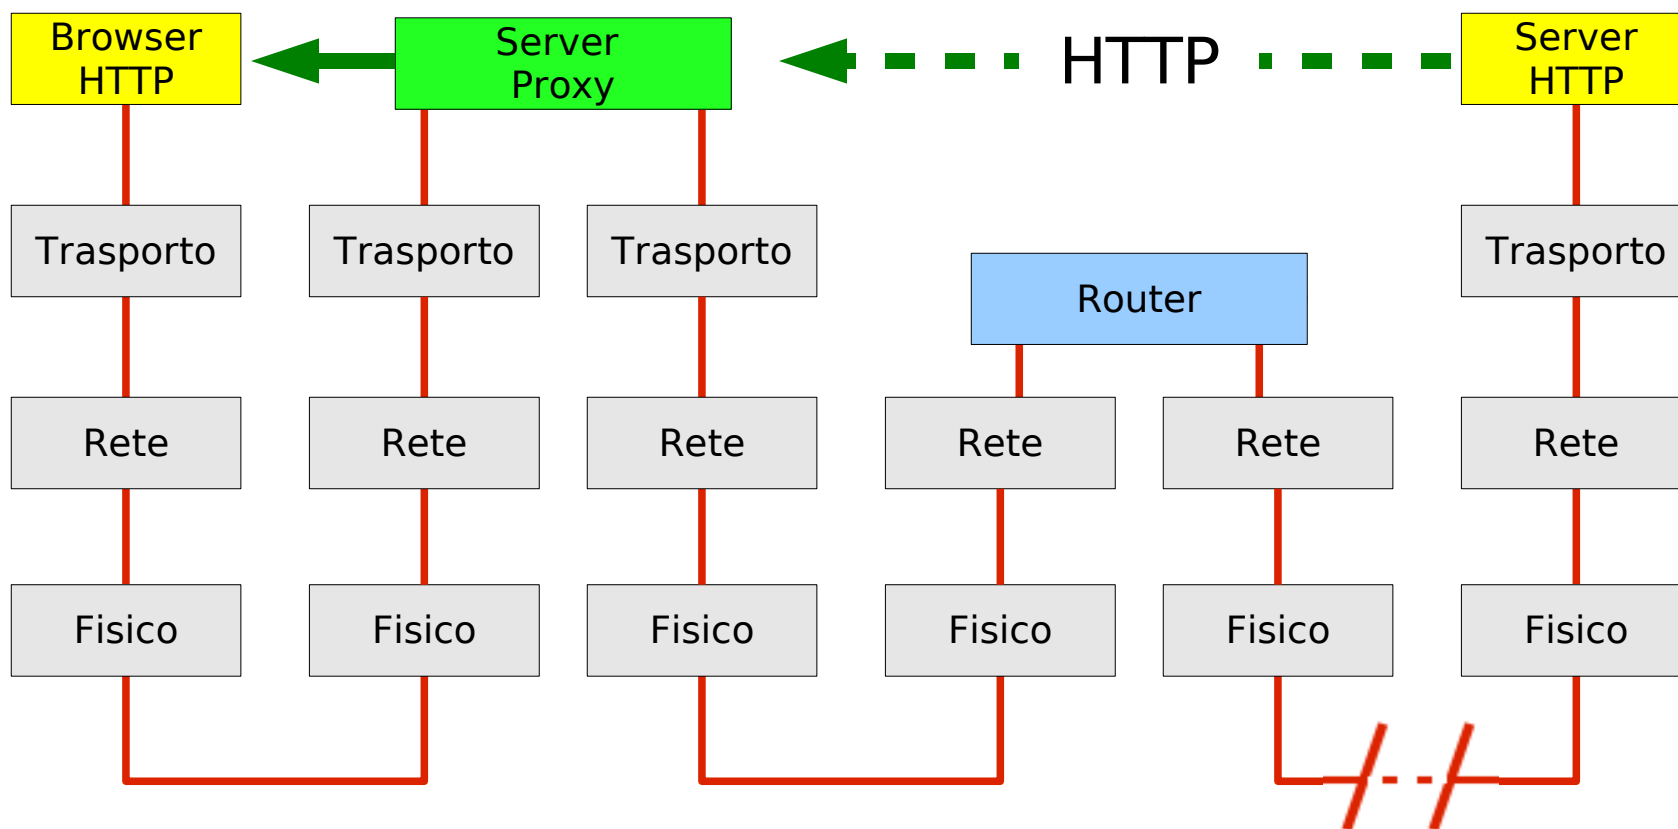 Browser
HTTP
Server
Proxy
HTTP
Server
HTTP
Trasporto
Trasporto
Trasporto
Trasporto
Router
Rete
Rete
Rete
Rete
Rete
Rete
Fisico
Fisico
Fisico
Fisico
Fisico
Fisico